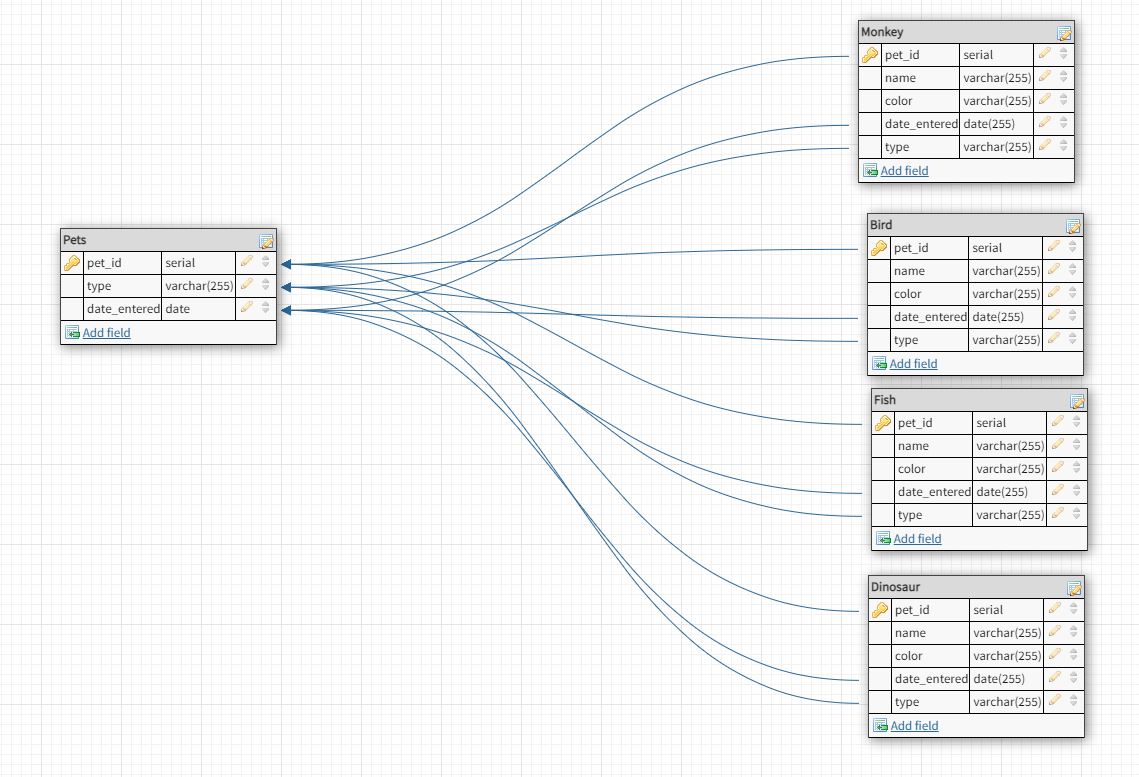 Monkey
pet_id serial
name varchar(255)
color varchar(255)
date_entered date(255)
type varchar(255)
Add field
Pets
pet_id serial
type varchar(255)
date_entered date
Add field
Bird
pet_id serial
name varchar(255)
color varchar(255)
date_entered date(255)
type varchar(255)
Add field
Fish
pet_id serial
name varchar(255)
color varchar(255)
date_entered date(255)
type varchar(255)
Add field
Dinosaur
pet_id serial
name varchar(255)
color varchar(255)
date_entered date(255)
type varchar(255)
Add field